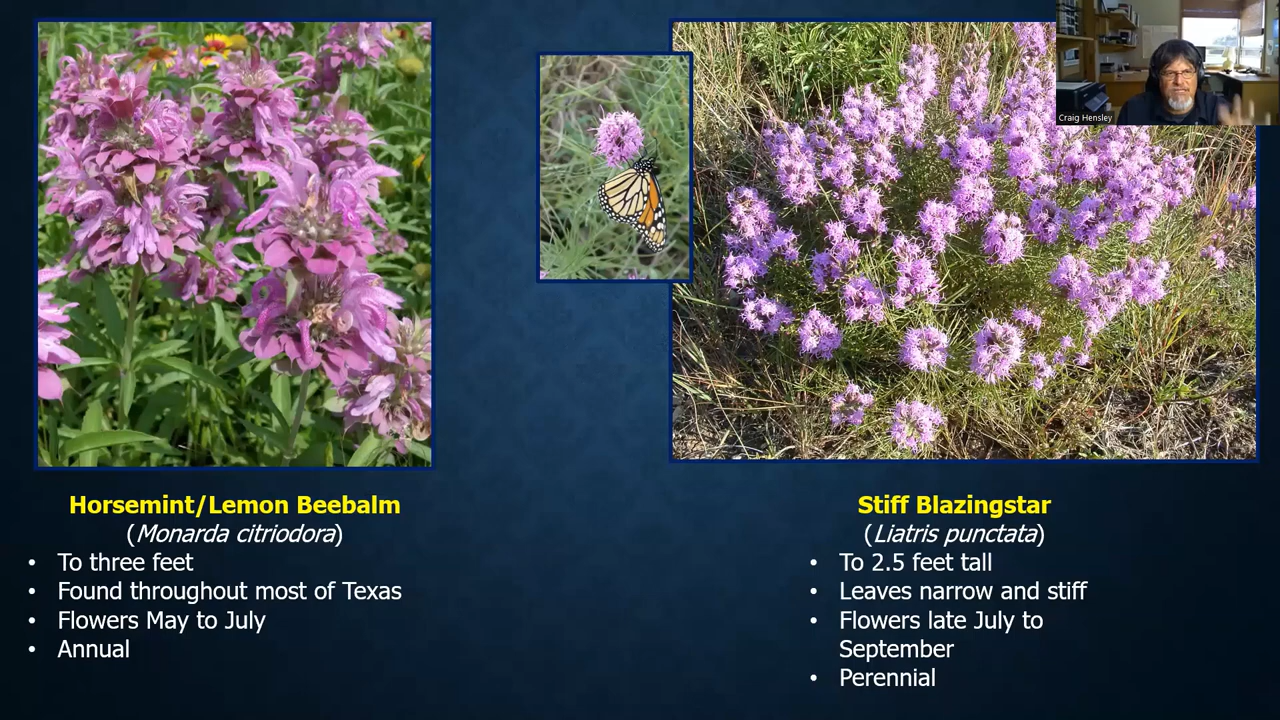 Craig Hensley
Horsemint/Lemon Beebalm
(Monarda citriodora)
• To three feet
• Found throughout most of Texas
• Flowers May to July
• Annual
Stiff Blazingstar
(Liatris punctata)
• To 2.5 feet tall
• Leaves narrow and stiff
• Flowers late July to
September
• Perennial